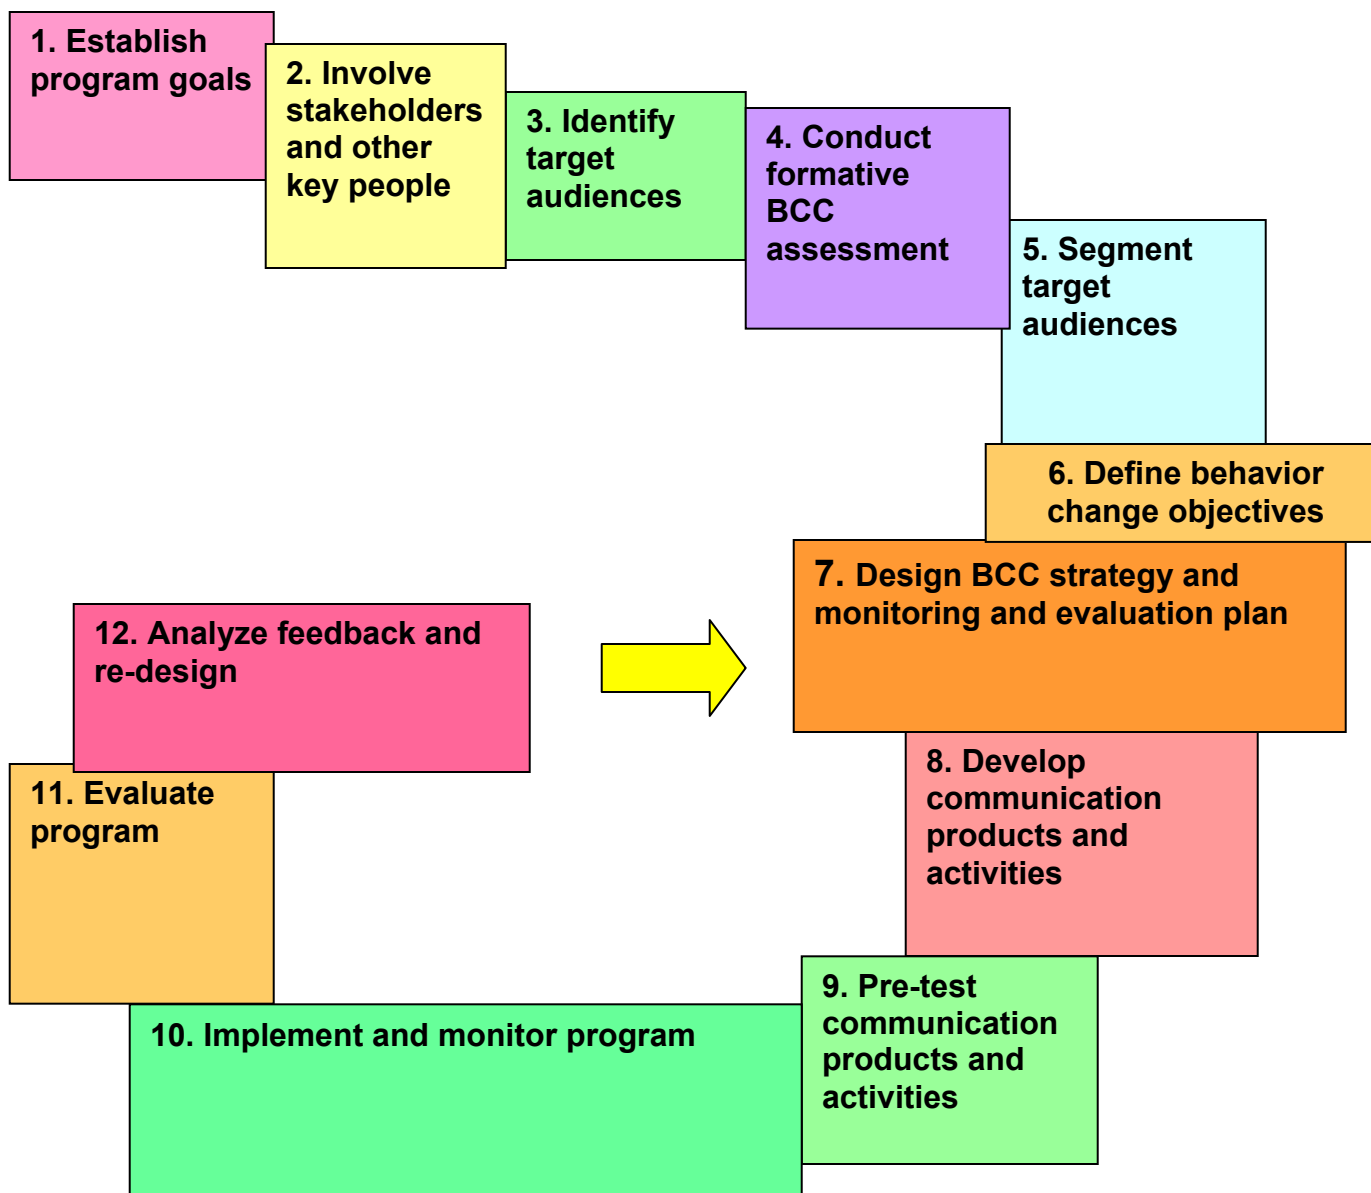 1. Establish
program goals
2. Involve
stakeholders
and other
key people
3. Identify
target
audiences
4. Conduct
formative
BCC
assessment
5. Segment
target
audiences
6. Define behavior
change objectives
7. Design BCC strategy and
monitoring and evaluation plan
8. Develop
communication
products and
activities
9. Pre-test
communication
products and
activities
10. Implement and monitor program
11. Evaluate
program
12. Analyze feedback and
re-design